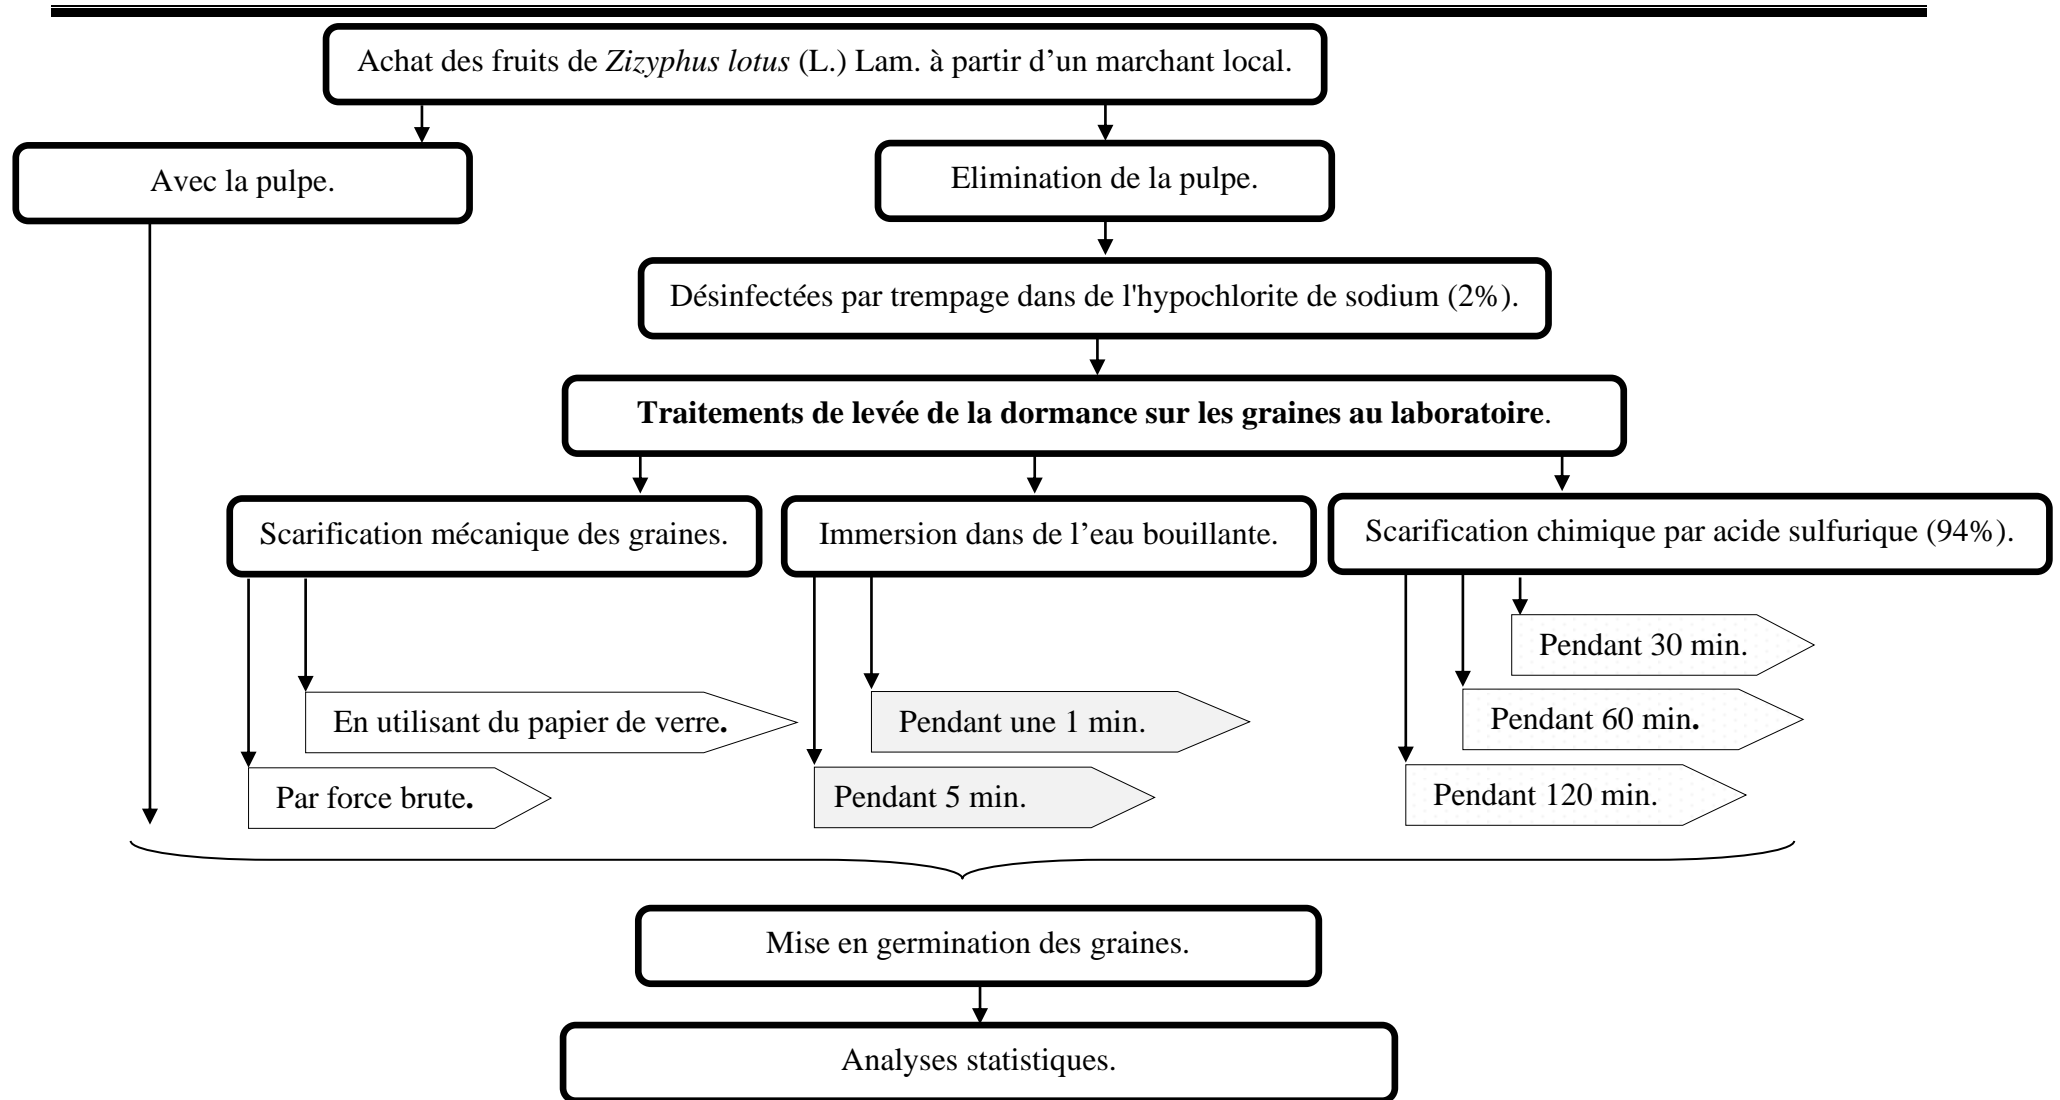 Achat des fruits de Zizyphus lotus (L.) Lam. à partir d’un marchant local.
Avec la pulpe.
Elimination de la pulpe.
Désinfectées par trempage dans de l'hypochlorite de sodium (2%).
Traitements de levée de la dormance sur les graines au laboratoire.
Scarification mécanique des graines.
Immersion dans de l’eau bouillante.
Scarification chimique par acide sulfurique (94%).
Pendant 30 min.
En utilisant du papier de verre.
Pendant une 1 min.
Pendant 60 min.
Par force brute.
Pendant 5 min.
Pendant 120 min.
Mise en germination des graines.
Analyses statistiques.